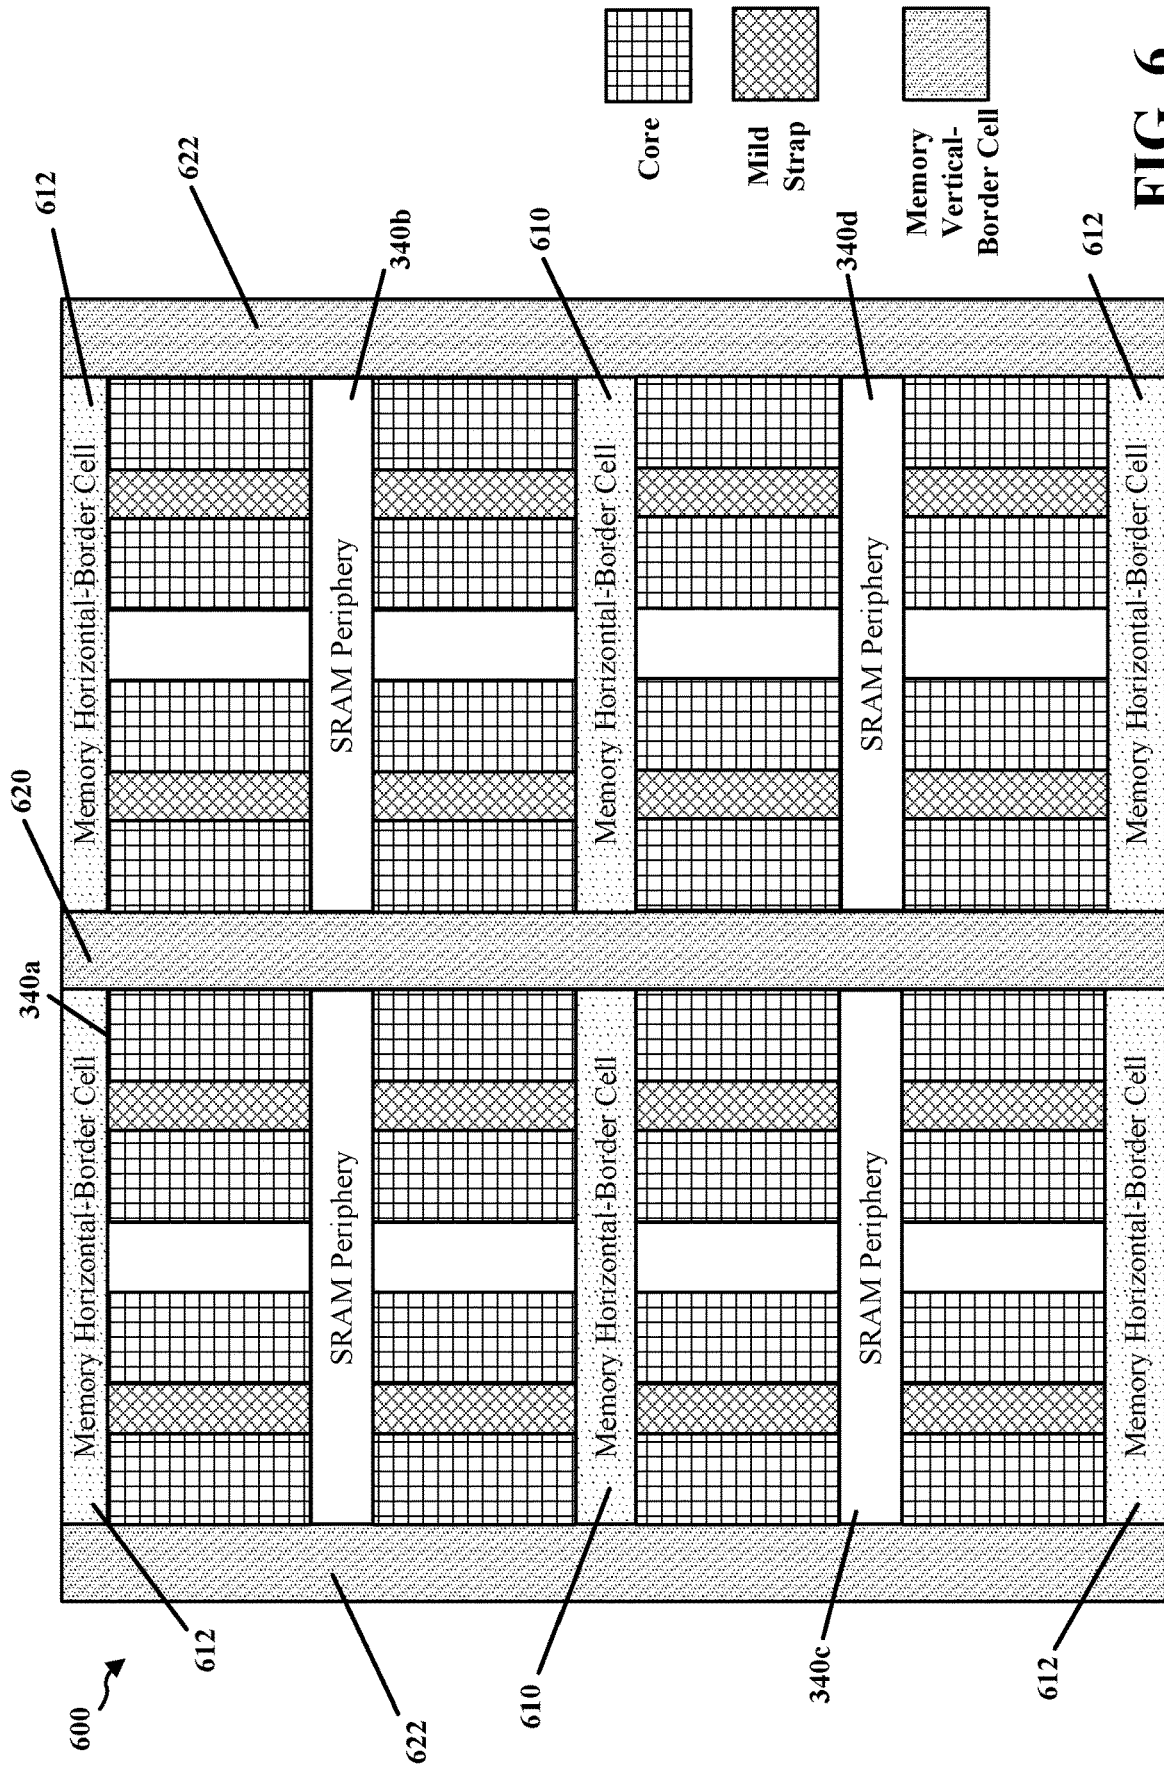 600
340a
620
612
Memory Horizontal-Border Cell
Memory Horizontal-Border Cell
612
622
SRAM Periphery
SRAM Periphery
340b
622
610
610
Memory Horizontal-Border Cell
Memory Horizontal-Border Cell
Core
Mild
Strap
340c
340d
SRAM Periphery
SRAM Periphery
Memory
Vertical-
Border Cell
612
612
Memory Horizontal-Border Cell
Memory Horizontal-Border Cell
FIG. 6